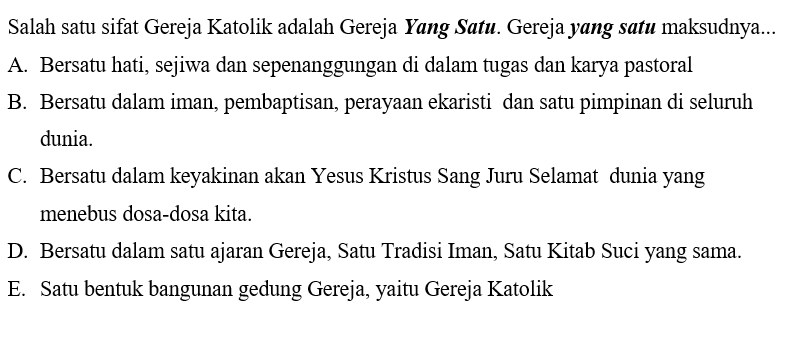 Salah satu sifat Gereja Katolik adalah Gereja Yang Satu. Gereja yang satu maksudnya...
A. Bersatu hati, sejiwa dan sepenanggungan di dalam tugas dan karya pastoral
B. Bersatu dalam iman, pembaptisan, perayaan ekaristi dan satu pimpinan di seluruh
dunia.
C. Bersatu dalam keyakinan akan Yesus Kristus Sang Juru Selamat dunia yang
menebus dosa-dosa kita.
D. Bersatu dalam satu ajaran Gereja, Satu Tradisi Iman, Satu Kitab Suci yang sama.
E. Satu bentuk bangunan gedung Gereja, yaitu Gereja Katolik